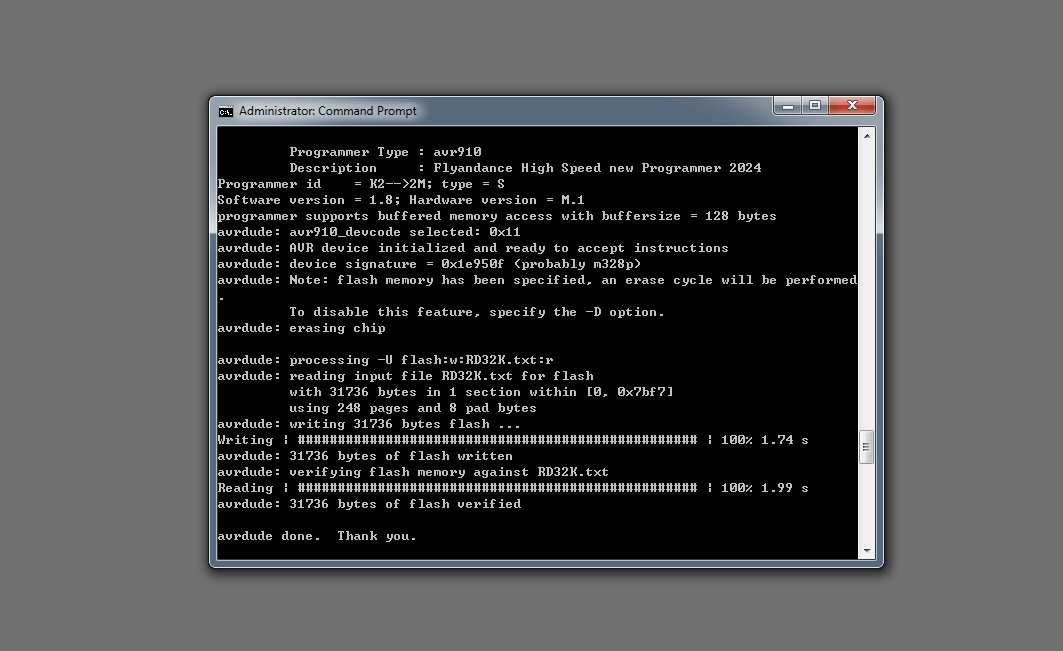 Administrator: Command Prompt
Programmer Type : avr910
Description     : Flyandance High Speed new Programmer 2024
Programmer id    = K2-->2M; type = S
Software version = 1.8; Hardware version = M.1
programmer supports buffered memory access with buffersize = 128 bytes
avrdude: avr910_devcode selected: 0x11
avrdude: AVR device initialized and ready to accept instructions
avrdude: device signature = 0x1e950f (probably m328p)
avrdude: Note: flash memory has been specified, an erase cycle will be performed
.
To disable this feature, specify the -D option.
avrdude: erasing chip
avrdude: processing -U flash:w:RD32K.txt:r
avrdude: reading input file RD32K.txt for flash
with 31736 bytes in 1 section within [0, 0x7bf7]
using 248 pages and 8 pad bytes
avrdude: writing 31736 bytes flash ...
Writing | ################################################## | 100% 1.74 s
avrdude: 31736 bytes of flash written
avrdude: verifying flash memory against RD32K.txt
Reading | ################################################## | 100% 1.99 s
avrdude: 31736 bytes of flash verified
avrdude done.  Thank you.